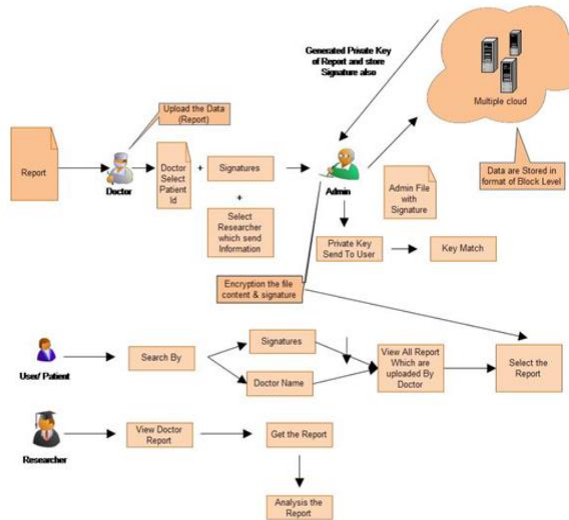 Generated Private Key
of Report and store
Signature also
Multiple cloud
Upload the Data
(Report)
Report
Doctor
Doctor
Select
Patient
Id
+
Signatures
+
Select
Researcher
which send
Information
Admin
Admin File
with
Signature
Data are Stored in
format of Block Level
Private Key
Send To User
Key Match
Encryption the file
content & signature
User/ Patient
Search By
Signatures
Doctor Name
View All Report
Which are
uploaded By
Doctor
Select the
Report
Researcher
View Doctor
Report
Get the Report
Analysis the
Report